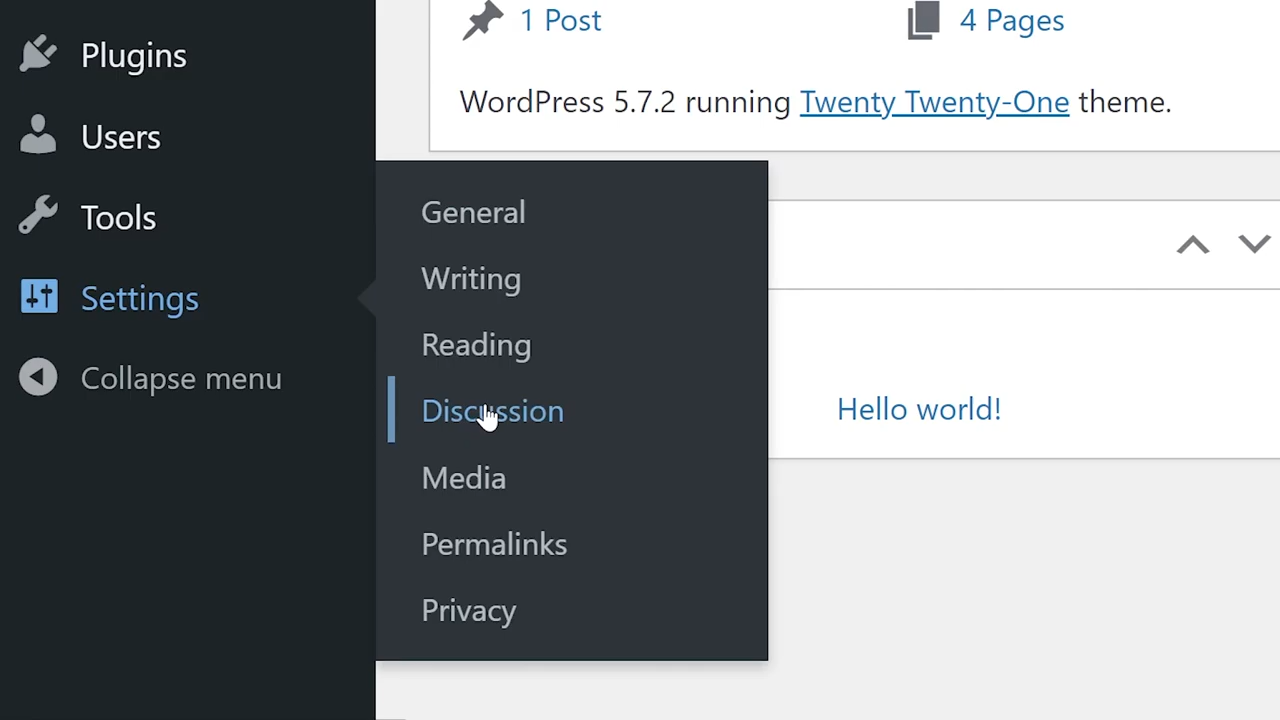 Plugins
Users
Tools
Settings
Collapse menu
General
Writing
Reading
Discussion
Media
Permalinks
Privacy
1 Post
4 Pages
WordPress 5.7.2 running Twenty Twenty-One theme.
Hello world!